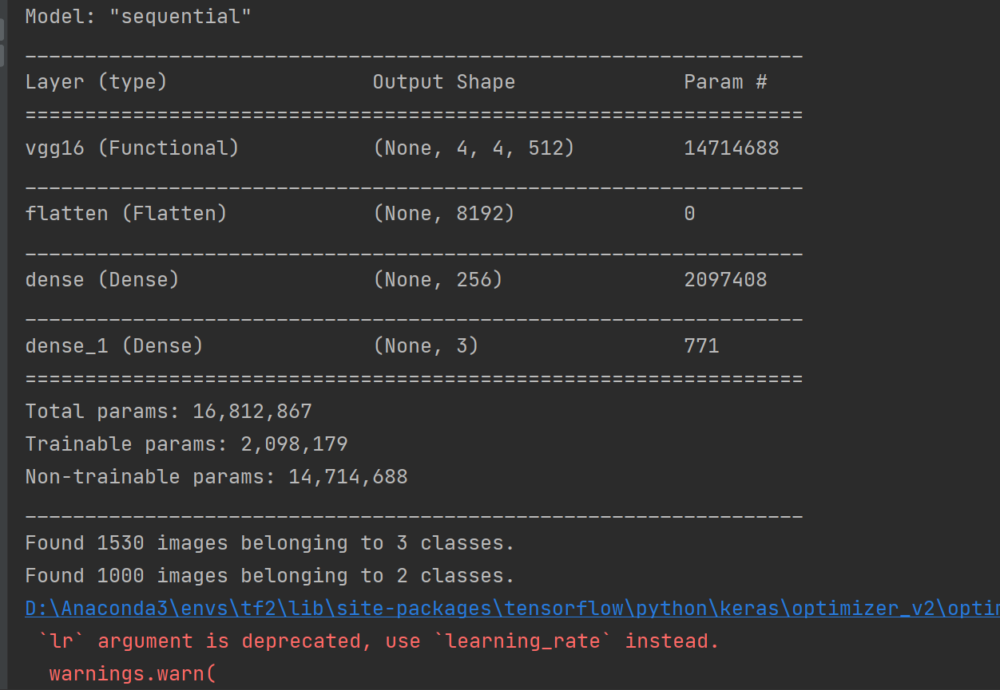 Model: "sequential"
_________________________________________________________________
Layer (type)                 Output Shape              Param #
=================================================================
vgg16 (Functional)           (None, 4, 4, 512)         14714688
_________________________________________________________________
flatten (Flatten)            (None, 8192)              0
_________________________________________________________________
dense (Dense)                (None, 256)               2097408
_________________________________________________________________
dense_1 (Dense)              (None, 3)                 771
=================================================================
Total params: 16,812,867
Trainable params: 2,098,179
Non-trainable params: 14,714,688
_________________________________________________________________
Found 1530 images belonging to 3 classes.
Found 1000 images belonging to 2 classes.
D:\Anaconda3\envs\tf2\lib\site-packages\tensorflow\python\keras\optimizer_v2\optim
`lr` argument is deprecated, use `learning_rate` instead.
warnings.warn(